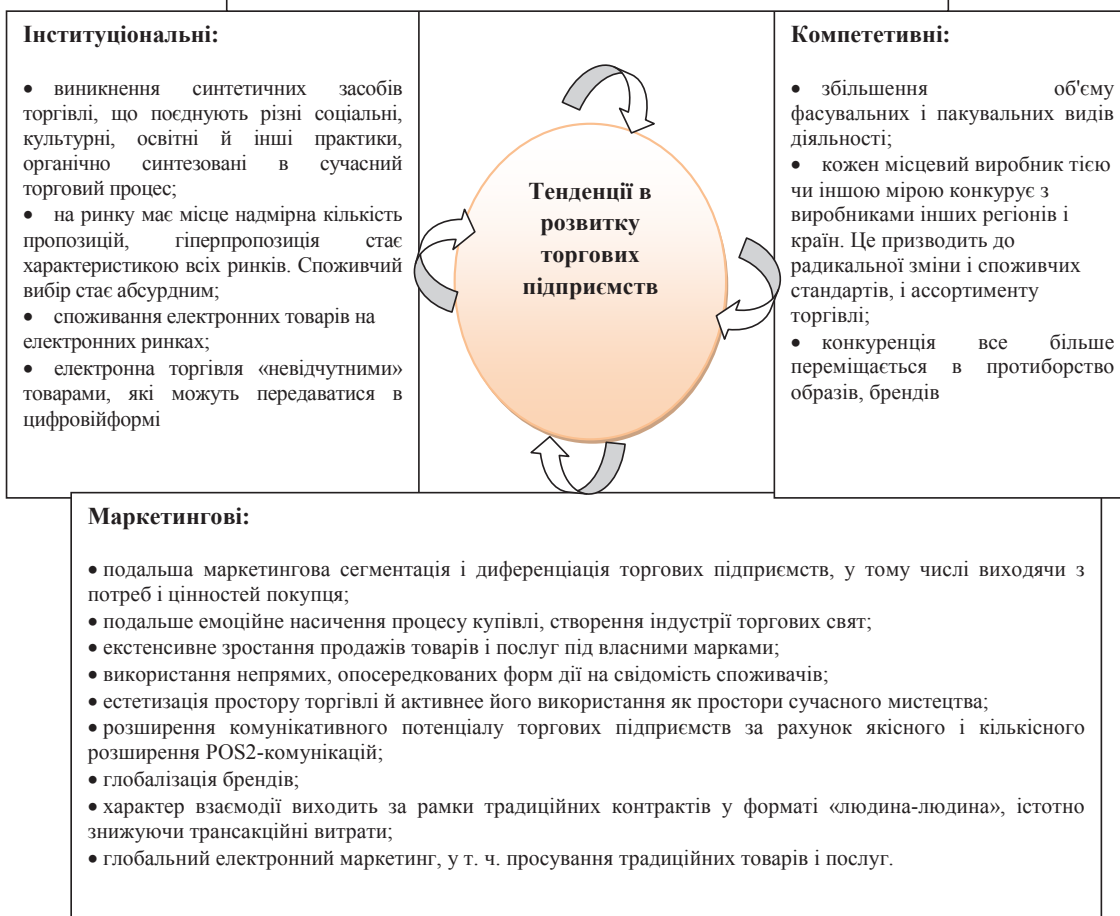 Інституціональні:
• виникнення синтетичних засобів
торгівлі, що поєднують різні соціальні,
культурні, освітні й інші практики,
органічно синтезовані в сучасний
торговий процес;
• на ринку має місце надмірна кількість
пропозицій, гіперпропозиція стає
характеристикою всіх ринків. Споживчий
вибір стає абсурдним;
• споживання електронних товарів на
електронних ринках;
• електронна торгівля «невідчутними»
товарами, які можуть передаватися в
цифровійформі
Тенденції в
розвитку
торгових
підприємств
Компететивні:
• збільшення об'єму
фасувальних і пакувальних видів
діяльності;
• кожен місцевий виробник тією
чи іншою мірою конкурує з
виробниками інших регіонів і
країн. Це призводить до
радикальної зміни і споживчих
стандартів, і ассортименту
торгівлі;
• конкуренція все більше
переміщається в протиборство
образів, брендів
Маркетингові:
• подальша маркетингова сегментація і диференціація торгових підприємств, у тому числі виходячи з
потреб і цінностей покупця;
• подальше емоційне насичення процесу купівлі, створення індустрії торгових свят;
• екстенсивне зростання продажів товарів і послуг під власними марками;
• використання непрямих, опосередкованих форм дії на свідомість споживачів;
• естетизація простору торгівлі й активнее його використання як простори сучасного мистецтва;
• розширення комунікативного потенціалу торгових підприємств за рахунок якісного і кількісного
розширення POS2-комунікацій;
• глобалізація брендів;
• характер взаємодії виходить за рамки традиційних контрактів у форматі «людина-людина», істотно
знижуючи трансакційні витрати;
• глобальний електронний маркетинг, у т. ч. просування традиційних товарів і послуг.